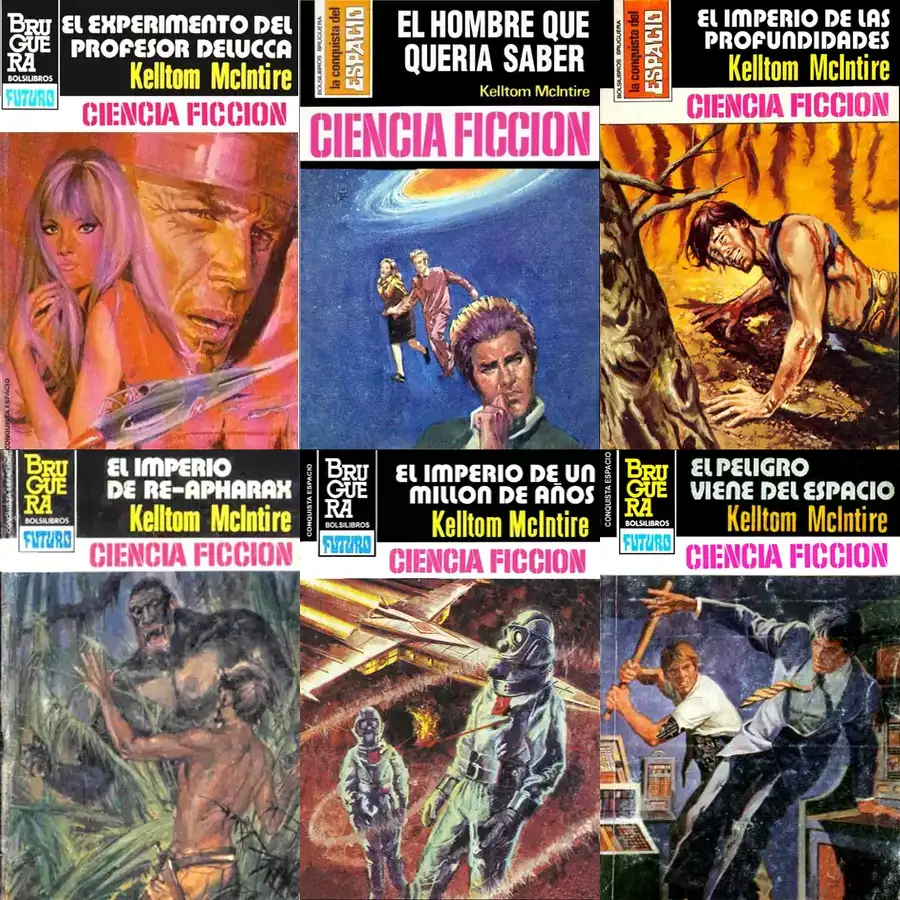 BRU
GUE
RA
BOLSILIBROS
FUTURO
EL EXPERIMENTO DEL
PROFESOR DELUCCA
Kelltom McIntire
CIENCIA FICCION
CONQUISTA ESPACIO
BOLSILIBROS BRUGUERA
la conquista del
ESPACIO
EL HOMBRE QUE
QUERIA SABER
Kelltom McIntire
CIENCIA FICCION
BOLSILIBROS BRUGUERA
la conquista del
ESPACIO
EL IMPERIO DE LAS
PROFUNDIDADES
Kelltom McIntire
CIENCIA FICCION
CONQUISTA ESPACIO
BRU
GUE
RA
BOLSILIBROS
FUTURO
EL IMPERIO
DE RE-APHARAX
Kelltom McIntire
CIENCIA FICCION
CONQUISTA ESPACIO
BRU
GUE
RA
BOLSILIBROS
FUTURO
EL IMPERIO DE UN
MILLON DE AÑOS
Kelltom McIntire
CIENCIA FICCION
CONQUISTA ESPACIO
BRU
GUE
RA
BOLSILIBROS
FUTURO
EL PELIGRO
VIENE DEL ESPACIO
Kelltom McIntire
CIENCIA FICCION